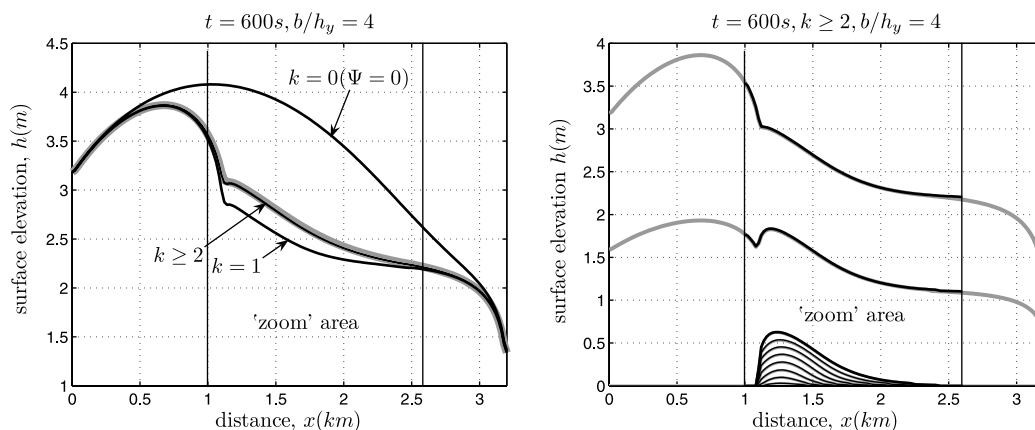 t = 600s, b/h_y = 4
surface elevation, h(m)
4.5
4
3.5
3
2.5
2
1.5
1
k = 0(Ψ = 0)
k ≥ 2
k = 1
'zoom' area
0 0.5 1 1.5 2 2.5 3
distance, x(km)
t = 600s, k ≥ 2, b/h_y = 4
surface elevation h(m)
4
3.5
3
2.5
2
1.5
1
0.5
0
'zoom' area
0 0.5 1 1.5 2 2.5 3
distance, x(km)